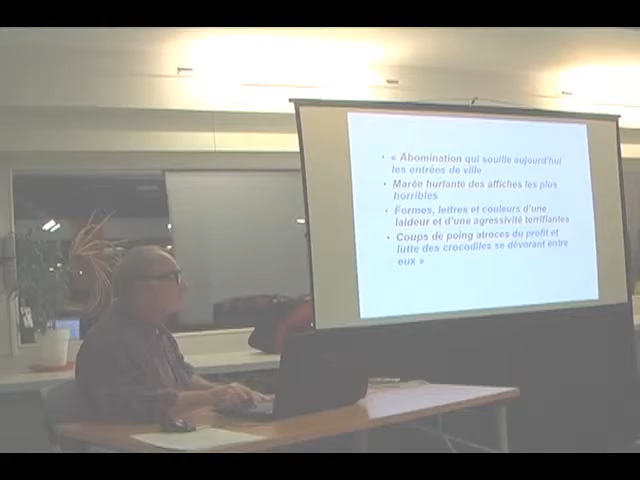 • « Abomination qui souille aujourd'hui
les entrées de ville
• Marée hurlante des affiches les plus
horribles
• Formes, lettres et couleurs d'une
laideur et d'une agressivité terrifiantes
• Coups de poing atroces du profit et
lutte des crocodiles se dévorant entre
eux »